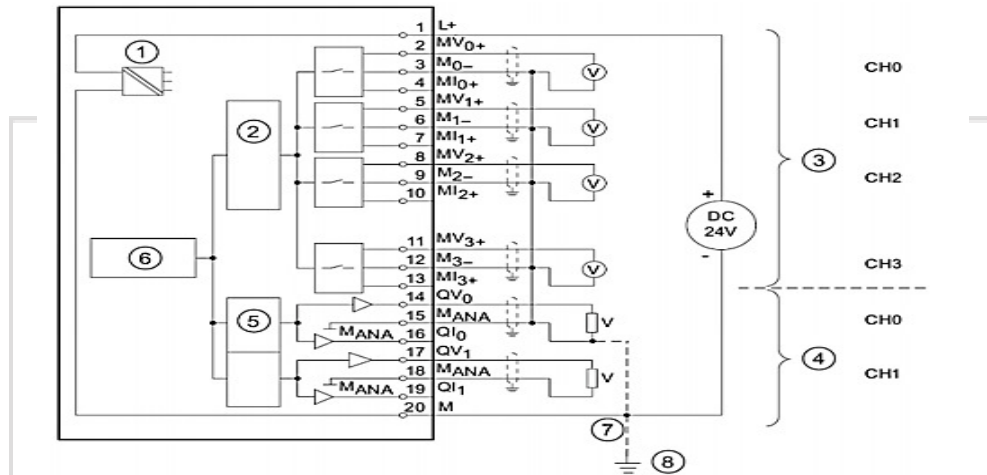 1 L+
① 2 MV0+
3 M0− V CH0
4 MI0+
5 MV1+
② 6 M1− V CH1
7 MI1+
8 MV2+ ③
9 M2− V CH2
10 MI2+
+
DC
24V
-
11 MV3+
⑥ 12 M3− V CH3
13 MI3+
14 QV0
⑤ 15 MANA V CH0
MANA 16 QI0
17 QV1 ④
18 MANA V CH1
MANA 19 QI1
20 M
⑦
⑧